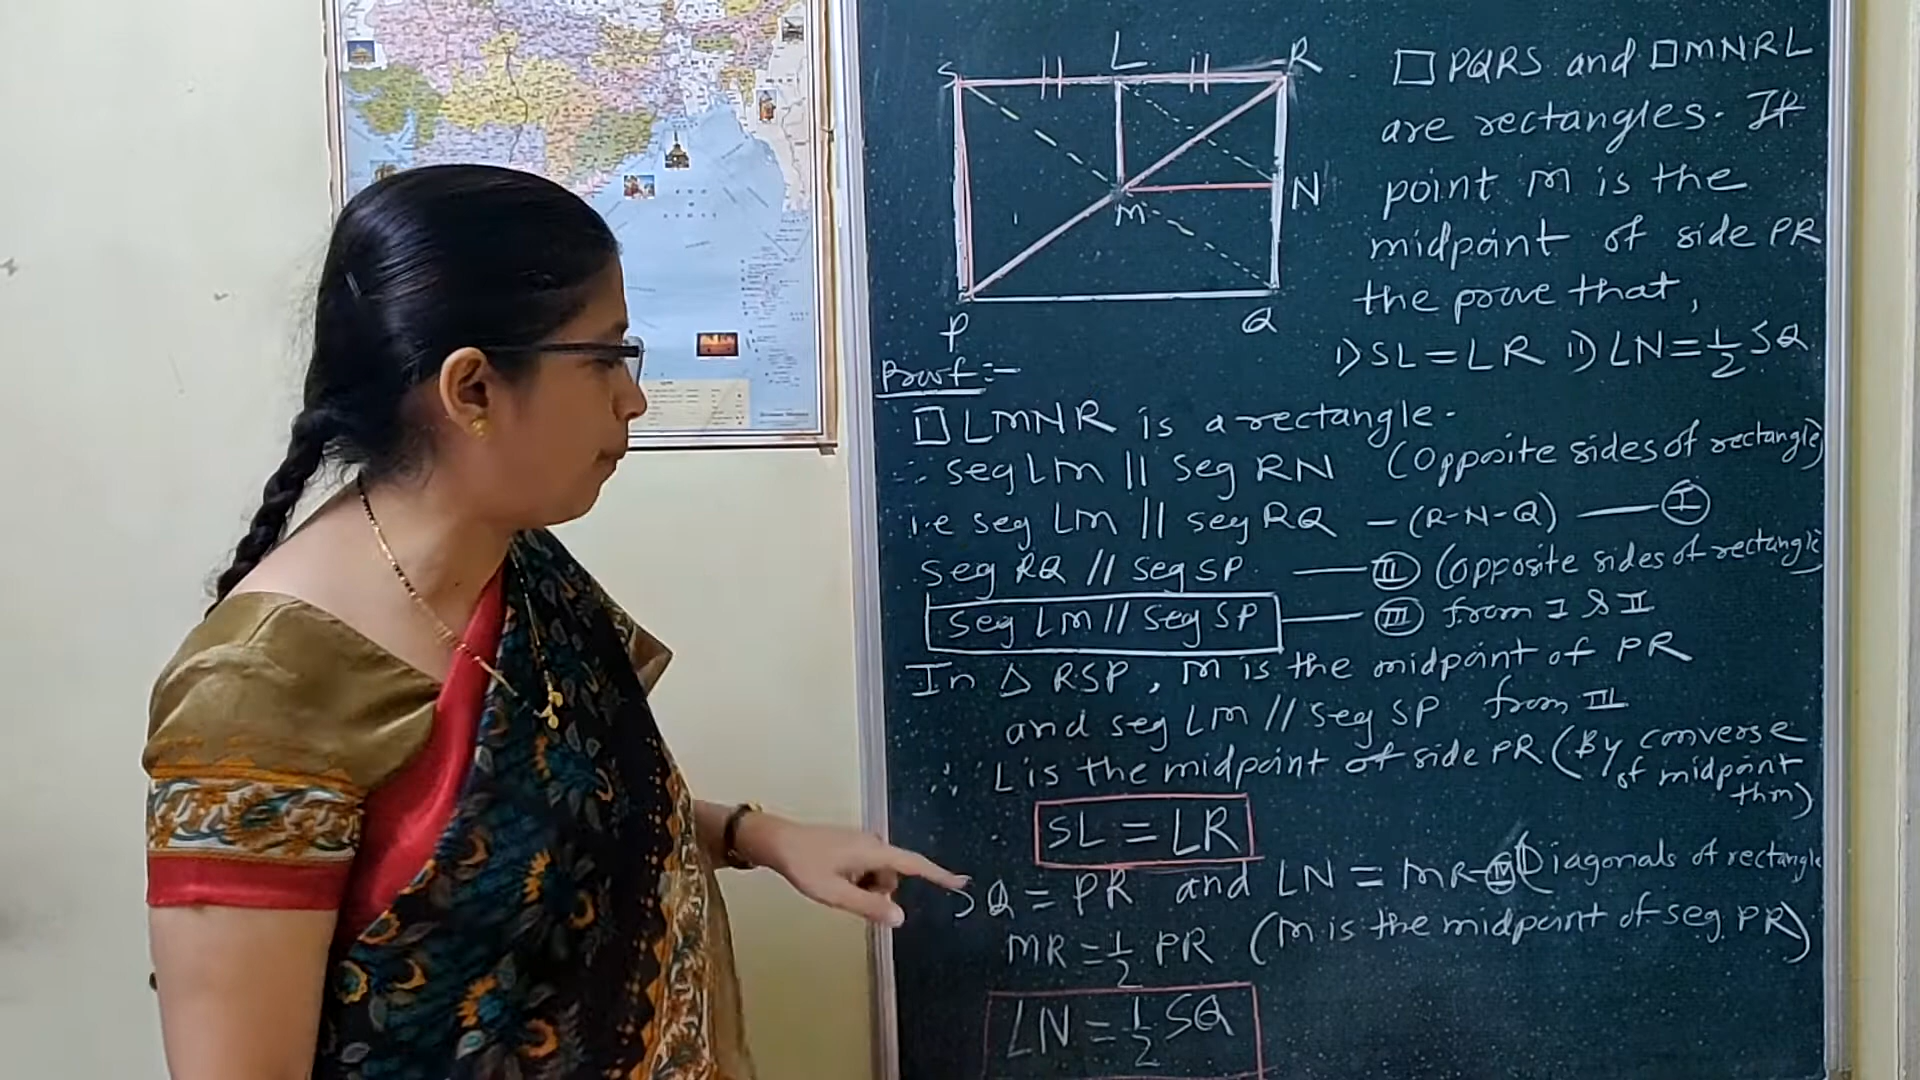 S L R
M N
P Q
□ PQRS and □MNRL
are rectangles. If
point M is the
midpoint of side PR
the prove that,
i) SL = LR ii) LN = 1/2 SQ
Proof :-
□LMNR is a rectangle.
∴ seg LM || seg RN (Opposite sides of rectangle)
i.e seg LM || seg RQ - (R-N-Q) — I
seg RQ // seg SP — II (Opposite sides of rectangle)
seg LM // seg SP — III from I & II
In Δ RSP, M is the midpoint of PR
and seg LM // seg SP from III
∴ L is the midpoint of side PR (By converse of midpoint thm)
∴ SL = LR
SQ = PR and LN = MR - IV (Diagonals of rectangle
MR = 1/2 PR (M is the midpoint of seg PR)
LN = 1/2 SQ